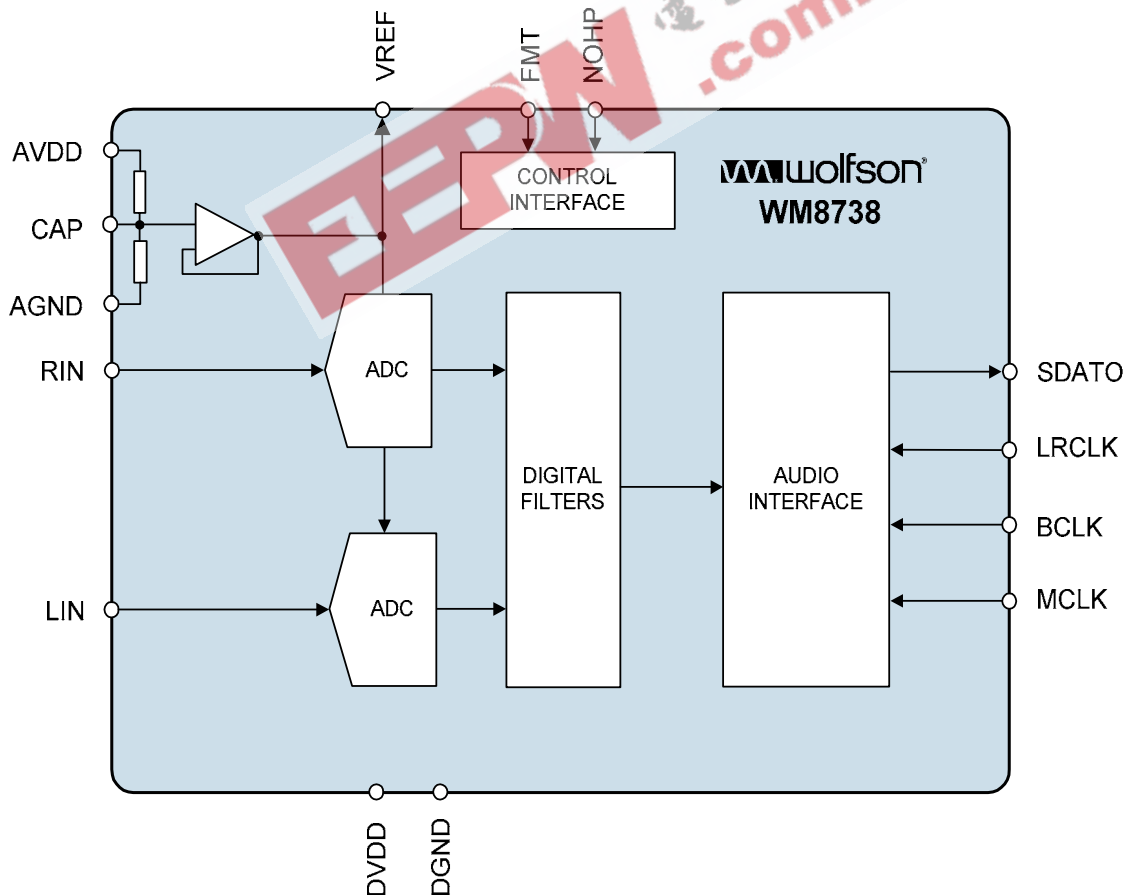 VREF
FMT
NOHP
EEPW
.com
AVDD
CAP
AGND
RIN
LIN
CONTROL
INTERFACE
wolfson®
WM8738
ADC
ADC
DIGITAL
FILTERS
AUDIO
INTERFACE
SDATO
LRCLK
BCLK
MCLK
DVDD
DGND